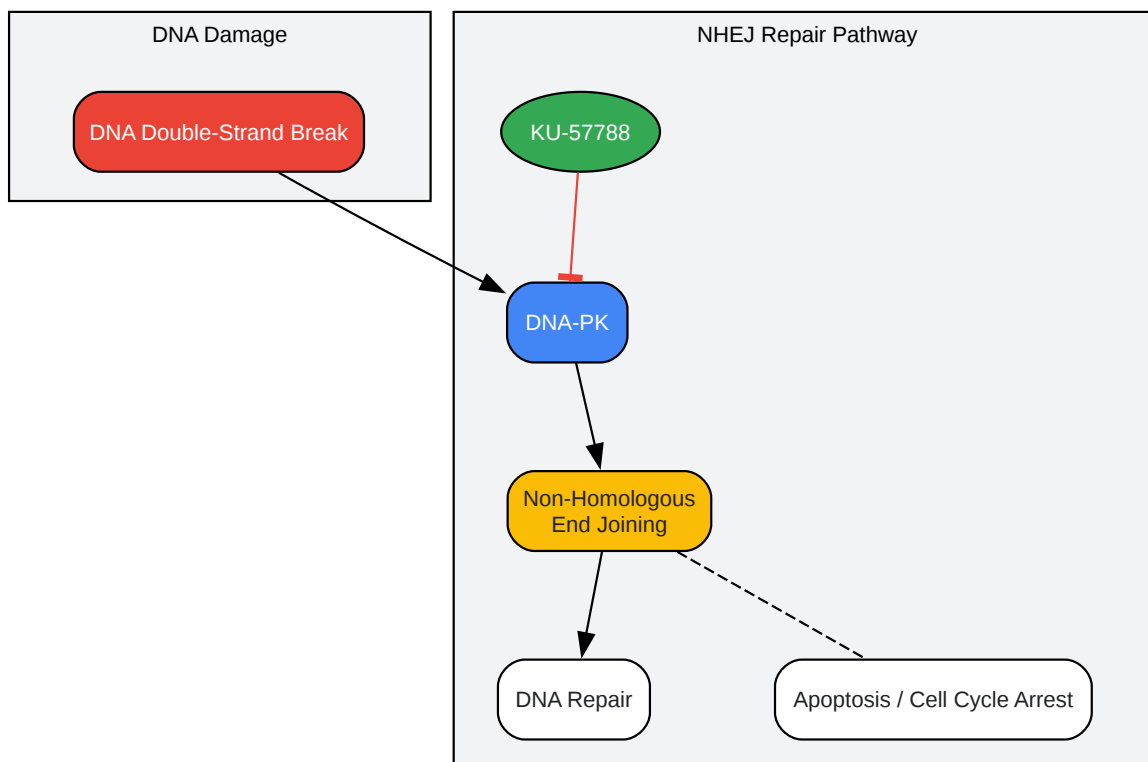 DNA Damage
NHEJ Repair Pathway
DNA Double-Strand Break
KU-57788
DNA-PK
Non-Homologous
End Joining
DNA Repair
Apoptosis / Cell Cycle Arrest